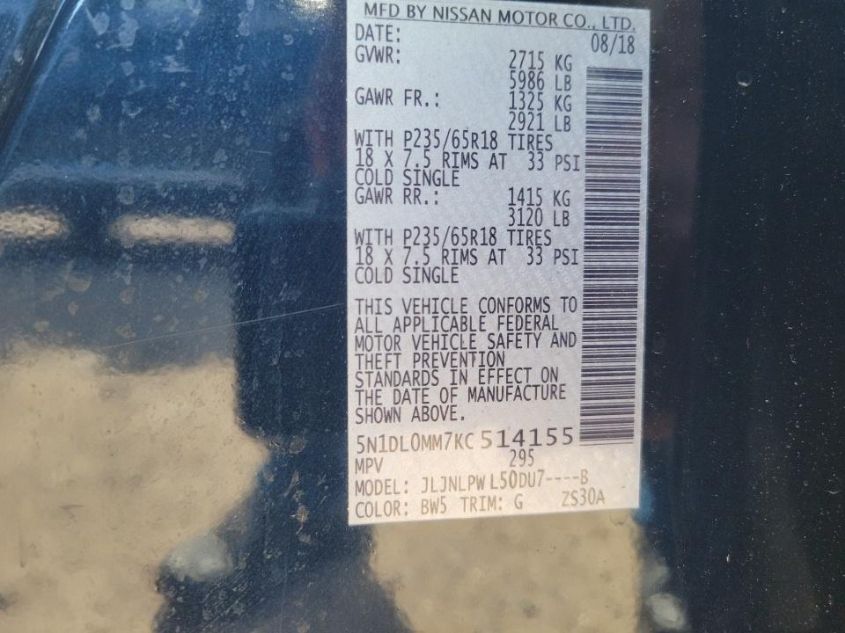 MFD BY NISSAN MOTOR CO., LTD.
DATE: 08/18
GVWR: 2715 KG
5986 LB
GAWR FR.: 1325 KG
2921 LB
WITH P235/65R18 TIRES
18 X 7.5 RIMS AT 33 PSI
COLD SINGLE
GAWR RR.: 1415 KG
3120 LB
WITH P235/65R18 TIRES
18 X 7.5 RIMS AT 33 PSI
COLD SINGLE
THIS VEHICLE CONFORMS TO
ALL APPLICABLE FEDERAL
MOTOR VEHICLE SAFETY AND
THEFT PREVENTION
STANDARDS IN EFFECT ON
THE DATE OF MANUFACTURE
SHOWN ABOVE.
5N1DL0MM7KC514155
MPV 295
MODEL: JLJNLPW L50DU7----B
COLOR: BW5 TRIM: G ZS30A